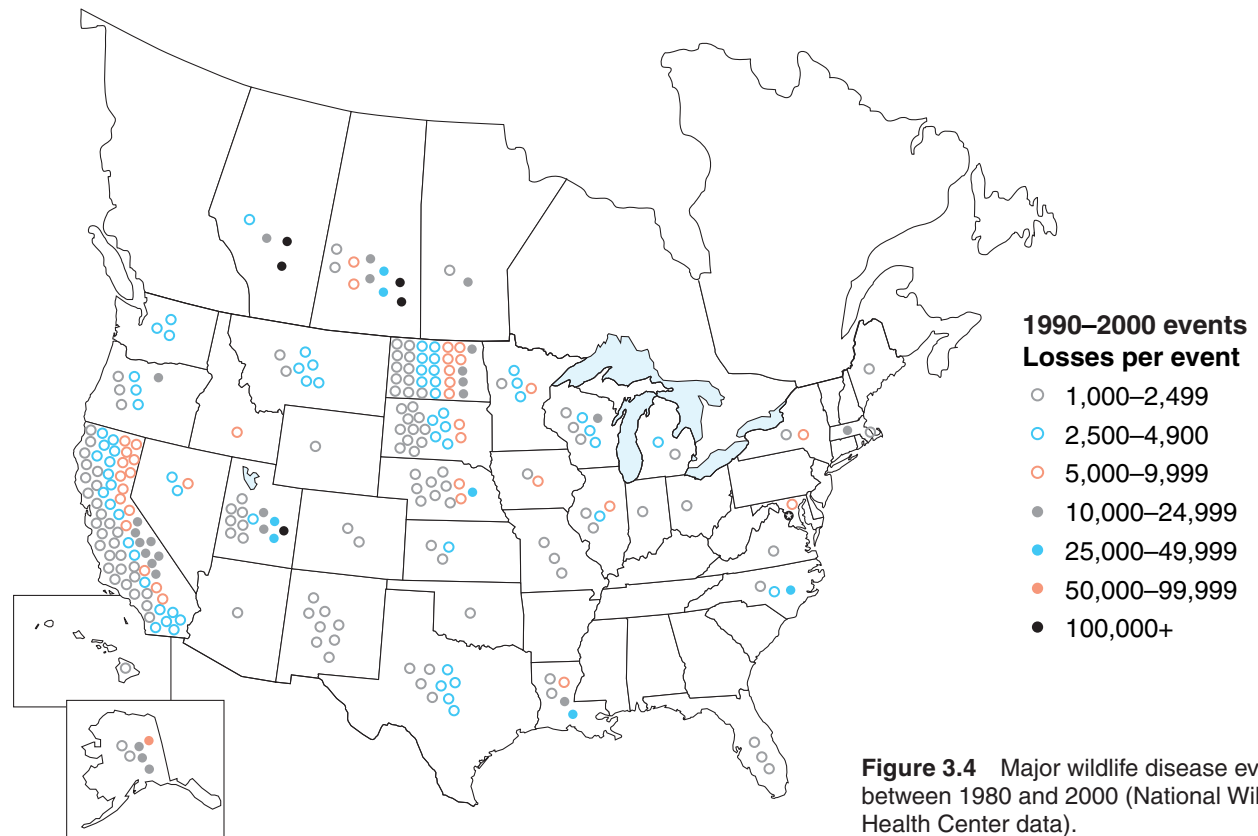 1990–2000 events
Losses per event
1,000–2,499
2,500–4,900
5,000–9,999
10,000–24,999
25,000–49,999
50,000–99,999
100,000+
Figure 3.4 Major wildlife disease
between 1980 and 2000 (National
Health Center data).